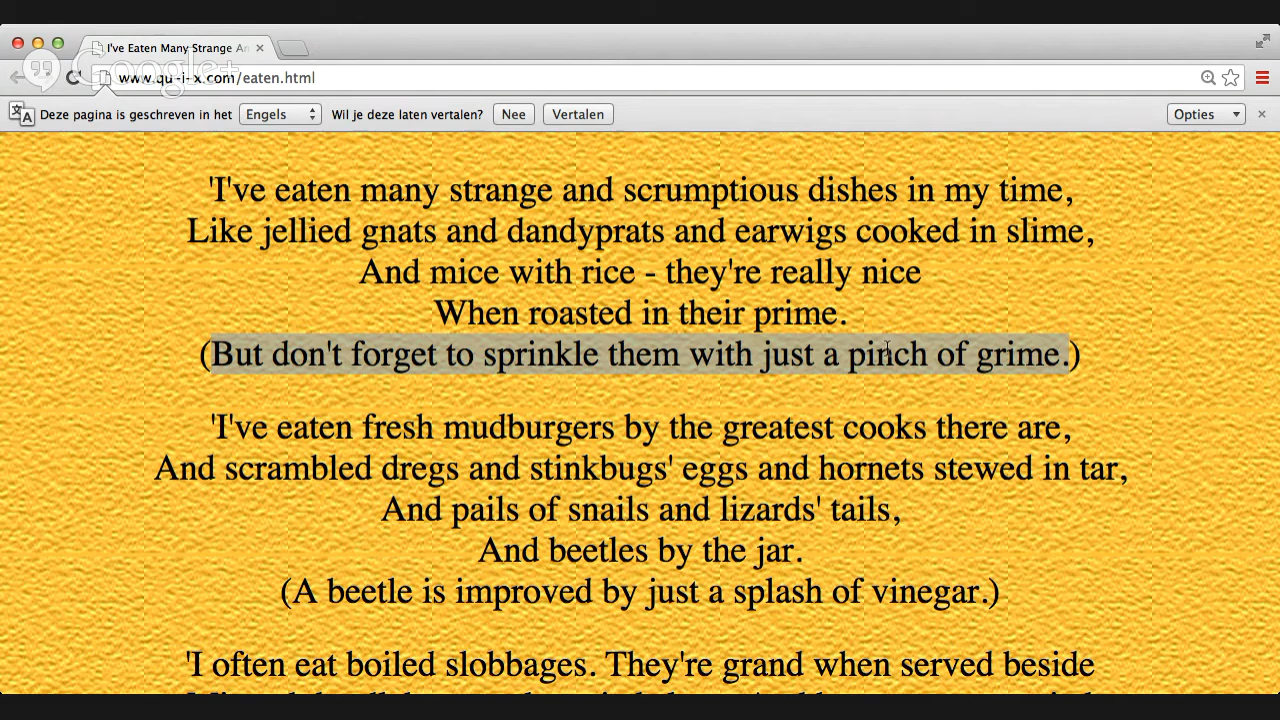 I've Eaten Many Strange An
Google+
www.qu-i-x.com/eaten.html
Deze pagina is geschreven in het Engels Wil je deze laten vertalen? Nee Vertalen Opties
'I've eaten many strange and scrumptious dishes in my time,
Like jellied gnats and dandyprats and earwigs cooked in slime,
And mice with rice - they're really nice
When roasted in their prime.
(But don't forget to sprinkle them with just a pinch of grime.)
'I've eaten fresh mudburgers by the greatest cooks there are,
And scrambled dregs and stinkbugs' eggs and hornets stewed in tar,
And pails of snails and lizards' tails,
And beetles by the jar.
(A beetle is improved by just a splash of vinegar.)
'I often eat boiled slobbages. They're grand when served beside